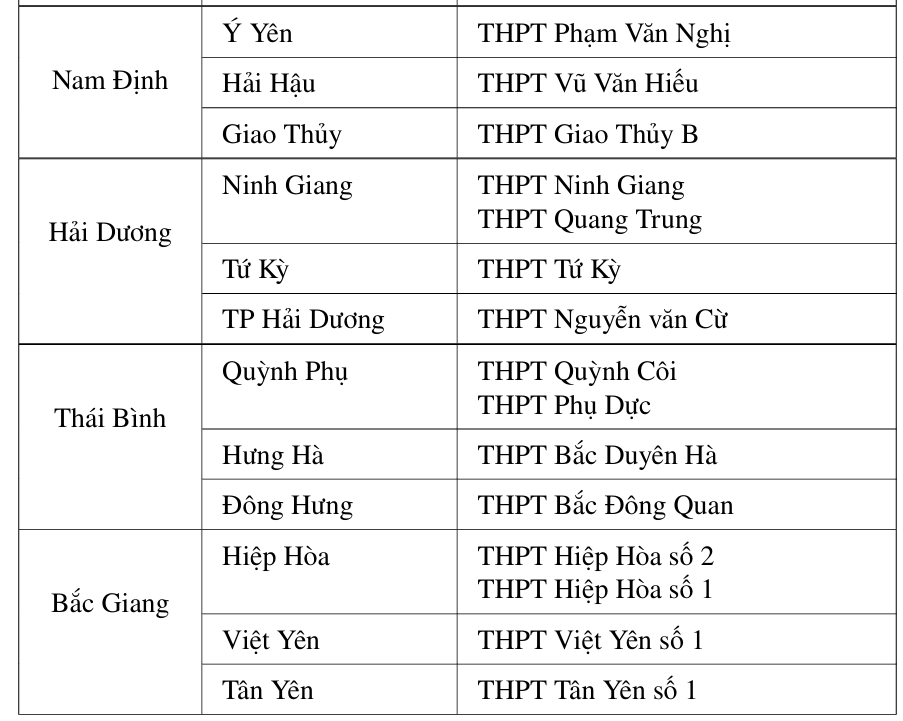 Ý Yên THPT Phạm Văn Nghị
Nam Định
Hải Hậu THPT Vũ Văn Hiếu
Giao Thủy THPT Giao Thủy B
Ninh Giang THPT Ninh Giang
THPT Quang Trung
Hải Dương
Tứ Kỳ THPT Tứ Kỳ
TP Hải Dương THPT Nguyễn văn Cừ
Quỳnh Phụ THPT Quỳnh Côi
THPT Phụ Dực
Thái Bình
Hưng Hà THPT Bắc Duyên Hà
Đông Hưng THPT Bắc Đông Quan
Hiệp Hòa THPT Hiệp Hòa số 2
THPT Hiệp Hòa số 1
Bắc Giang
Việt Yên THPT Việt Yên số 1
Tân Yên THPT Tân Yên số 1